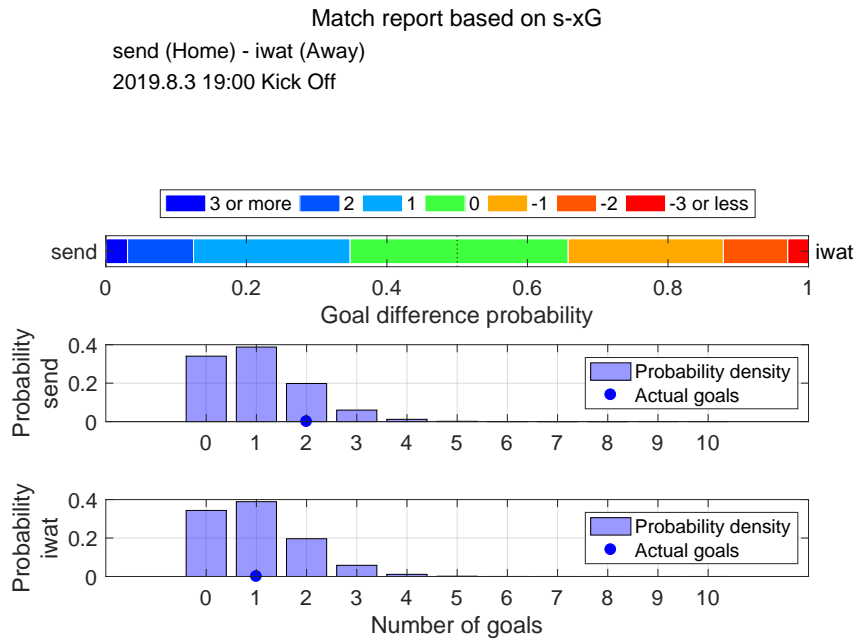 Match report based on s-xG
send (Home) - iwat (Away)
2019.8.3 19:00 Kick Off
3 or more 2 1 0 -1 -2 -3 or less
send iwat
0 0.2 0.4 0.6 0.8 1
Goal difference probability
Probability
send
0.4
0.2
0
Probability density
Actual goals
0 1 2 3 4 5 6 7 8 9 10
Probability
iwat
0.4
0.2
0
Probability density
Actual goals
0 1 2 3 4 5 6 7 8 9 10
Number of goals